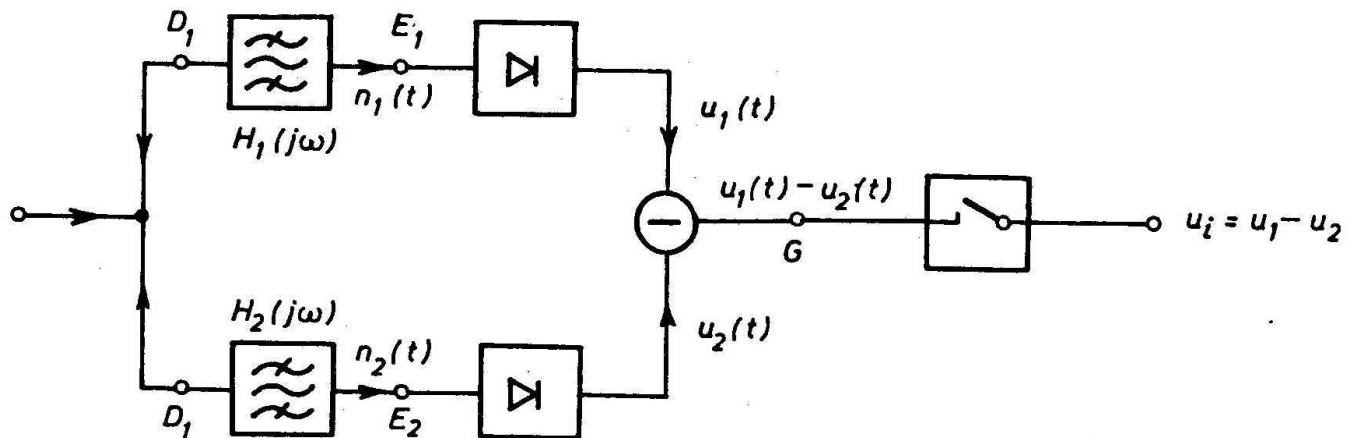 D₁
E₁
n₁(t)
H₁(jω)
u₁(t)
u₁(t)−u₂(t)
G
uᵢ = u₁−u₂
H₂(jω)
n₂(t)
u₂(t)
D₁
E₂